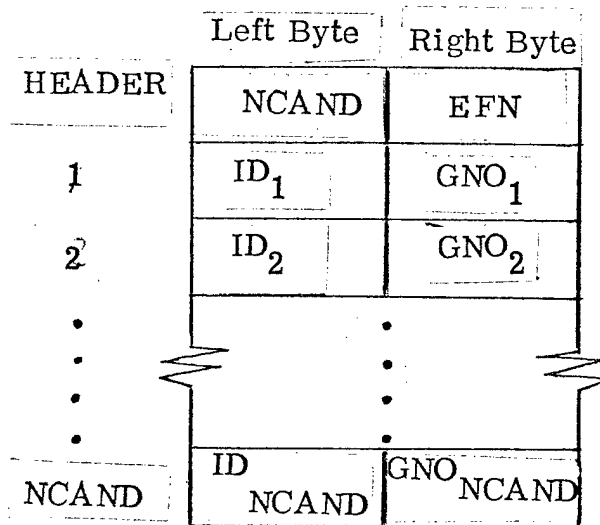 Left Byte Right Byte
HEADER NCAND EFN
1 ID1 GNO1
2 ID2 GNO2
ID NCAND GNO NCAND
NCAND